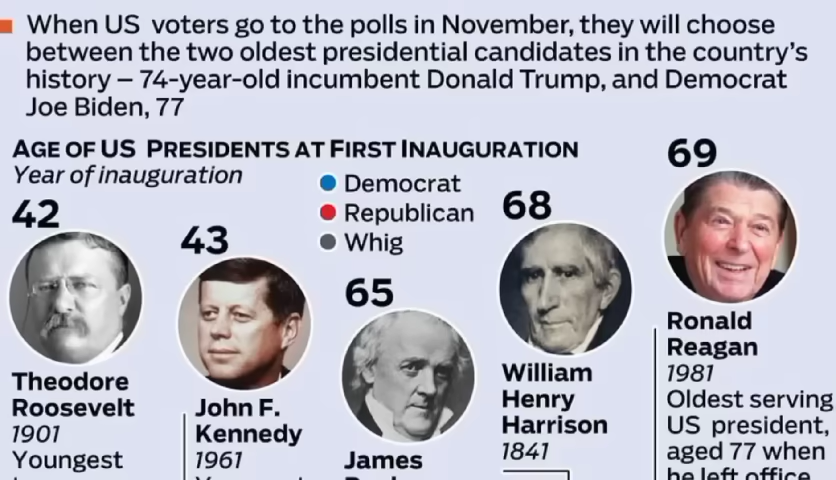 When US voters go to the polls in November, they will choose
between the two oldest presidential candidates in the country's
history – 74-year-old incumbent Donald Trump, and Democrat
Joe Biden, 77
AGE OF US PRESIDENTS AT FIRST INAUGURATION
Year of inauguration
Democrat
Republican
Whig
42
Theodore
Roosevelt
1901
Youngest
43
John F.
Kennedy
1961
65
James
68
William
Henry
Harrison
1841
69
Ronald
Reagan
1981
Oldest serving
US president,
aged 77 when
he left office